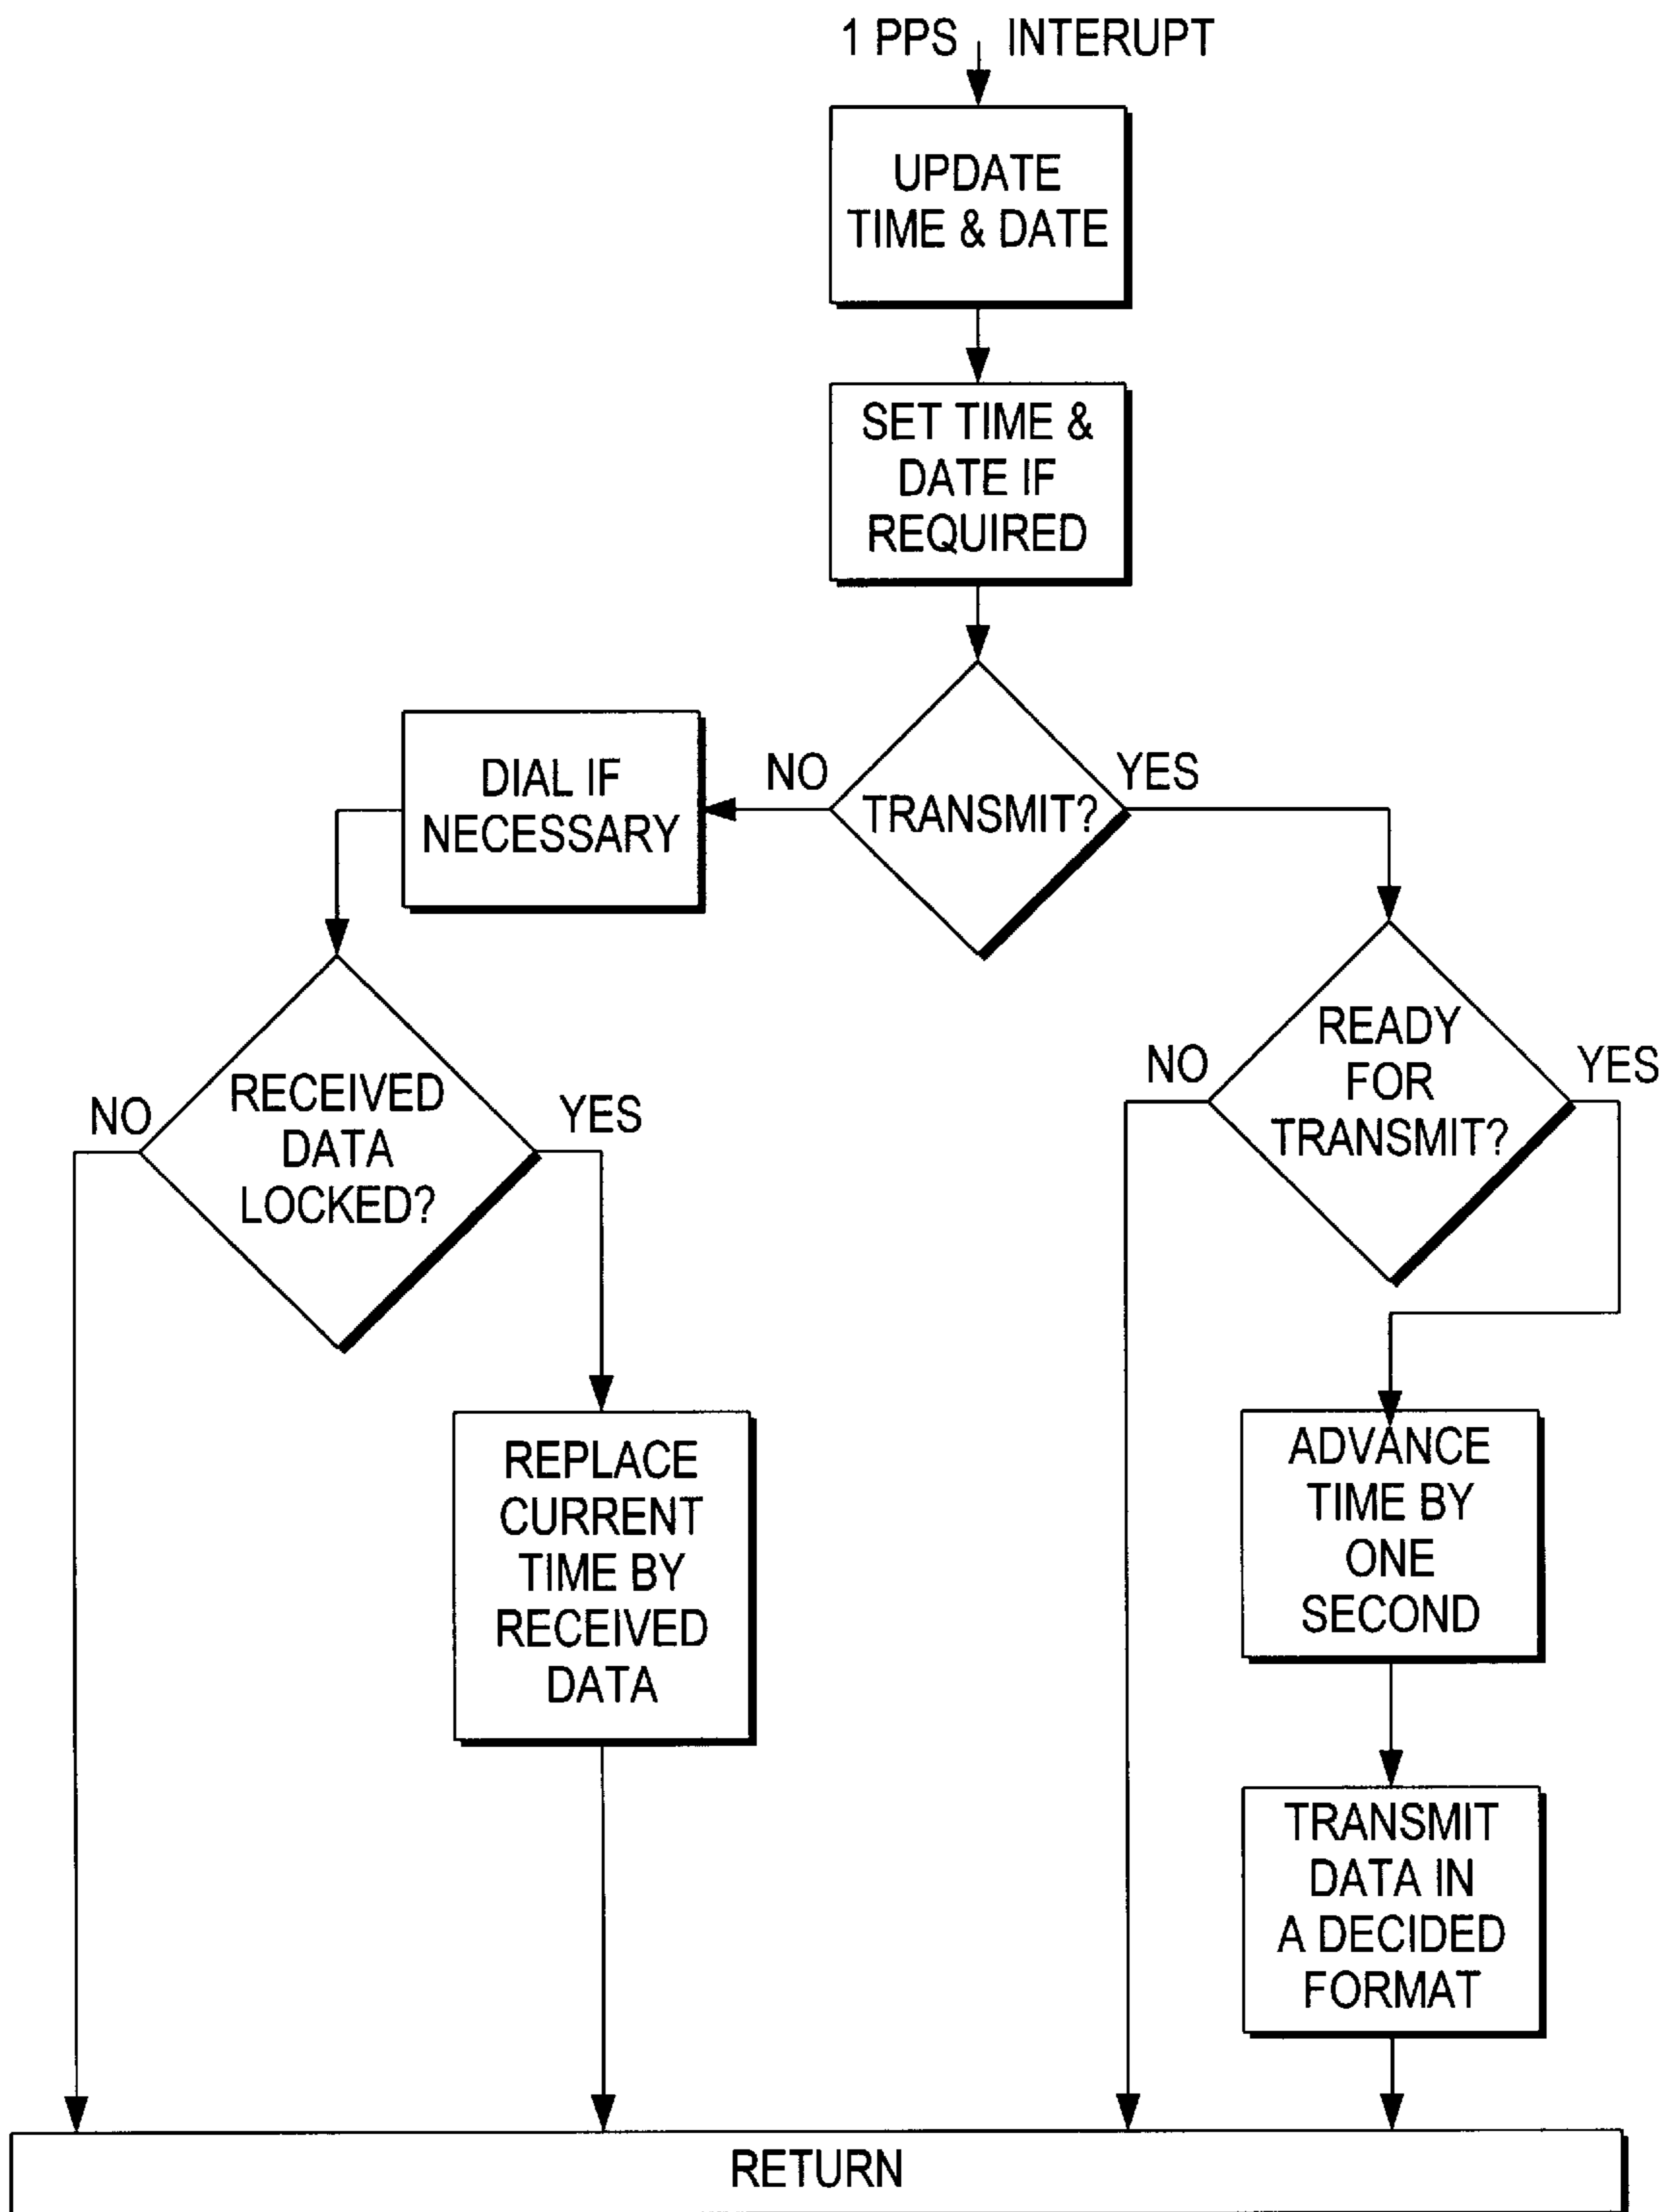 1 PPS INTERUPT
UPDATE
TIME & DATE
SET TIME &
DATE IF
REQUIRED
DIAL IF
NECESSARY
NO
TRANSMIT?
YES
NO
RECEIVED
DATA
LOCKED?
YES
NO
READY
FOR
TRANSMIT?
YES
REPLACE
CURRENT
TIME BY
RECEIVED
DATA
ADVANCE
TIME BY
ONE
SECOND
TRANSMIT
DATA IN
A DECIDED
FORMAT
RETURN